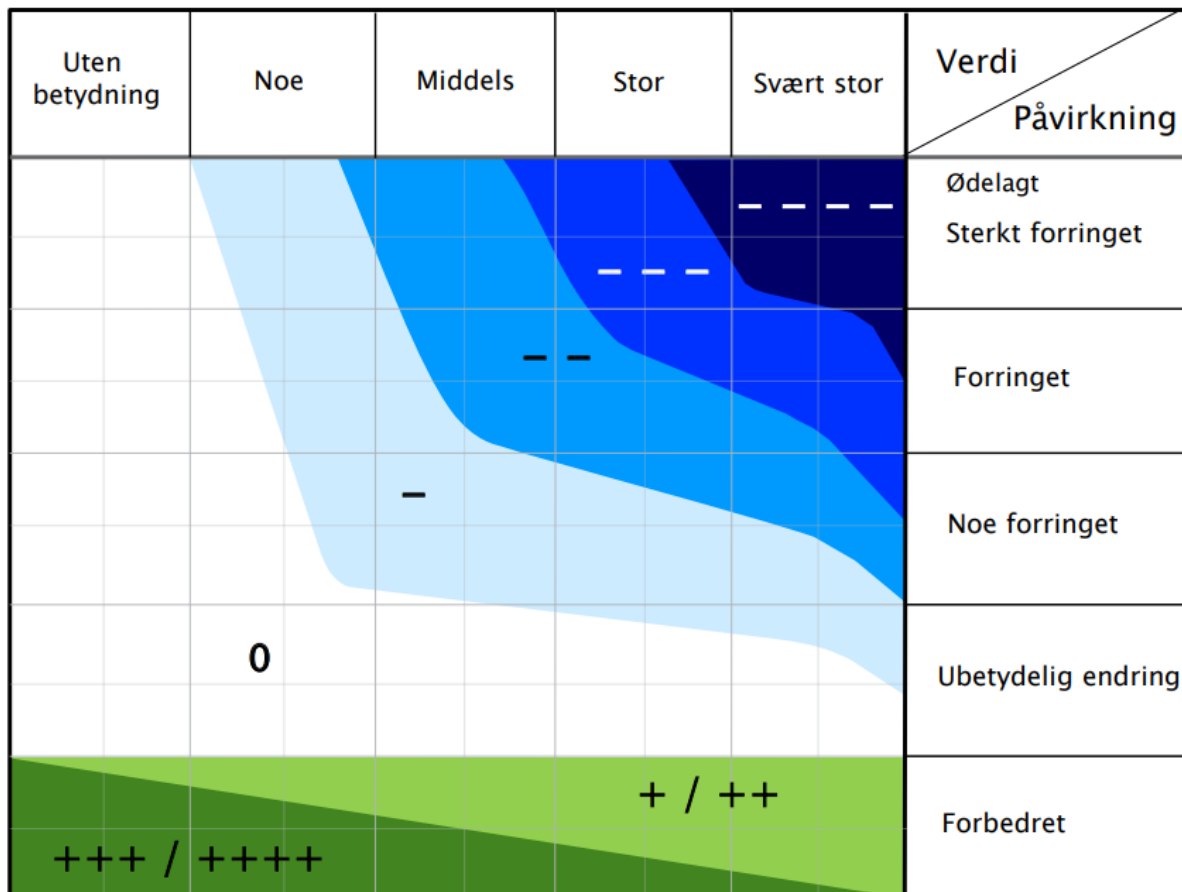 Uten
betydning
Noe
Middels
Stor
Svært stor
Verdi
Påvirkning
Ødelagt
Sterkt forringet
– – – –
– – –
Forringet
– –
Noe forringet
–
Ubetydelig endring
0
+ / ++
Forbedret
+++ / ++++